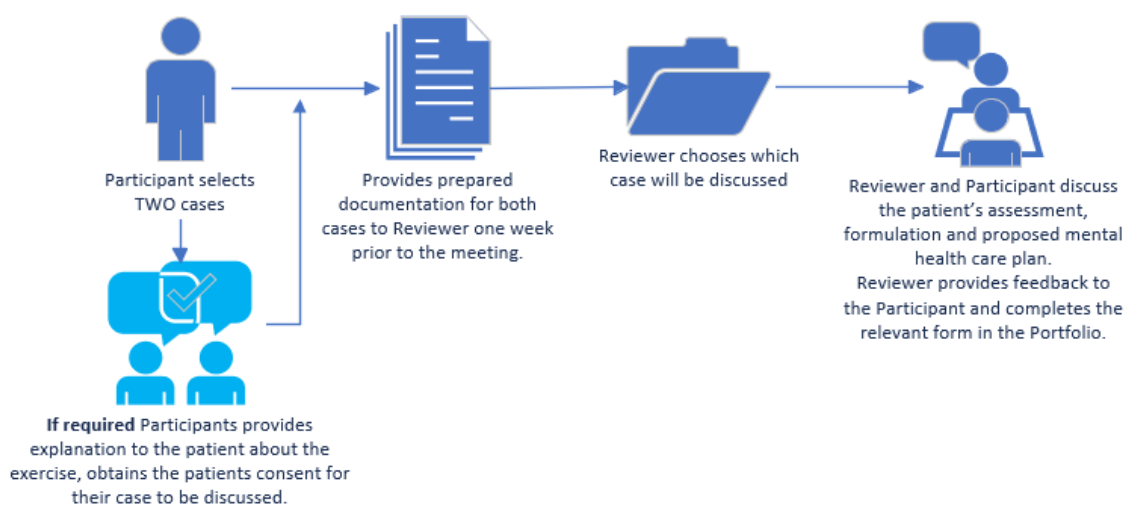 Participant selects
TWO cases
Provides prepared
documentation for both
cases to Reviewer one week
prior to the meeting.
Reviewer chooses which
case will be discussed
Reviewer and Participant discuss
the patient’s assessment,
formulation and proposed mental
health care plan.
Reviewer provides feedback to
the Participant and completes the
relevant form in the Portfolio.
If required Participants provides
explanation to the patient about the
exercise, obtains the patients consent for
their case to be discussed.